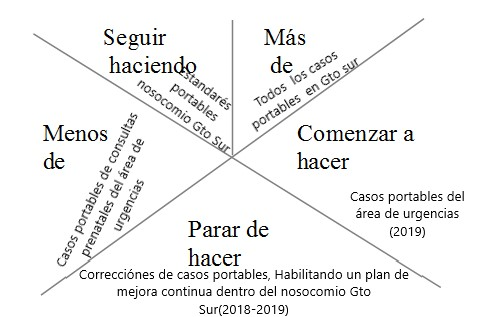 Seguir
haciendo
Estandarés
portables
nosocomio Gto Sur
Más
de
Todos los casos
portables en Gto sur
Menos
de
Casos portables de consultas
prenatales del área de
urgencias
Comenzar a
hacer
Casos portables del
área de urgencias
(2019)
Parar de
hacer
Correcciónes de casos portables, Habilitando un plan de
mejora continua dentro del nosocomio Gto
Sur(2018-2019)